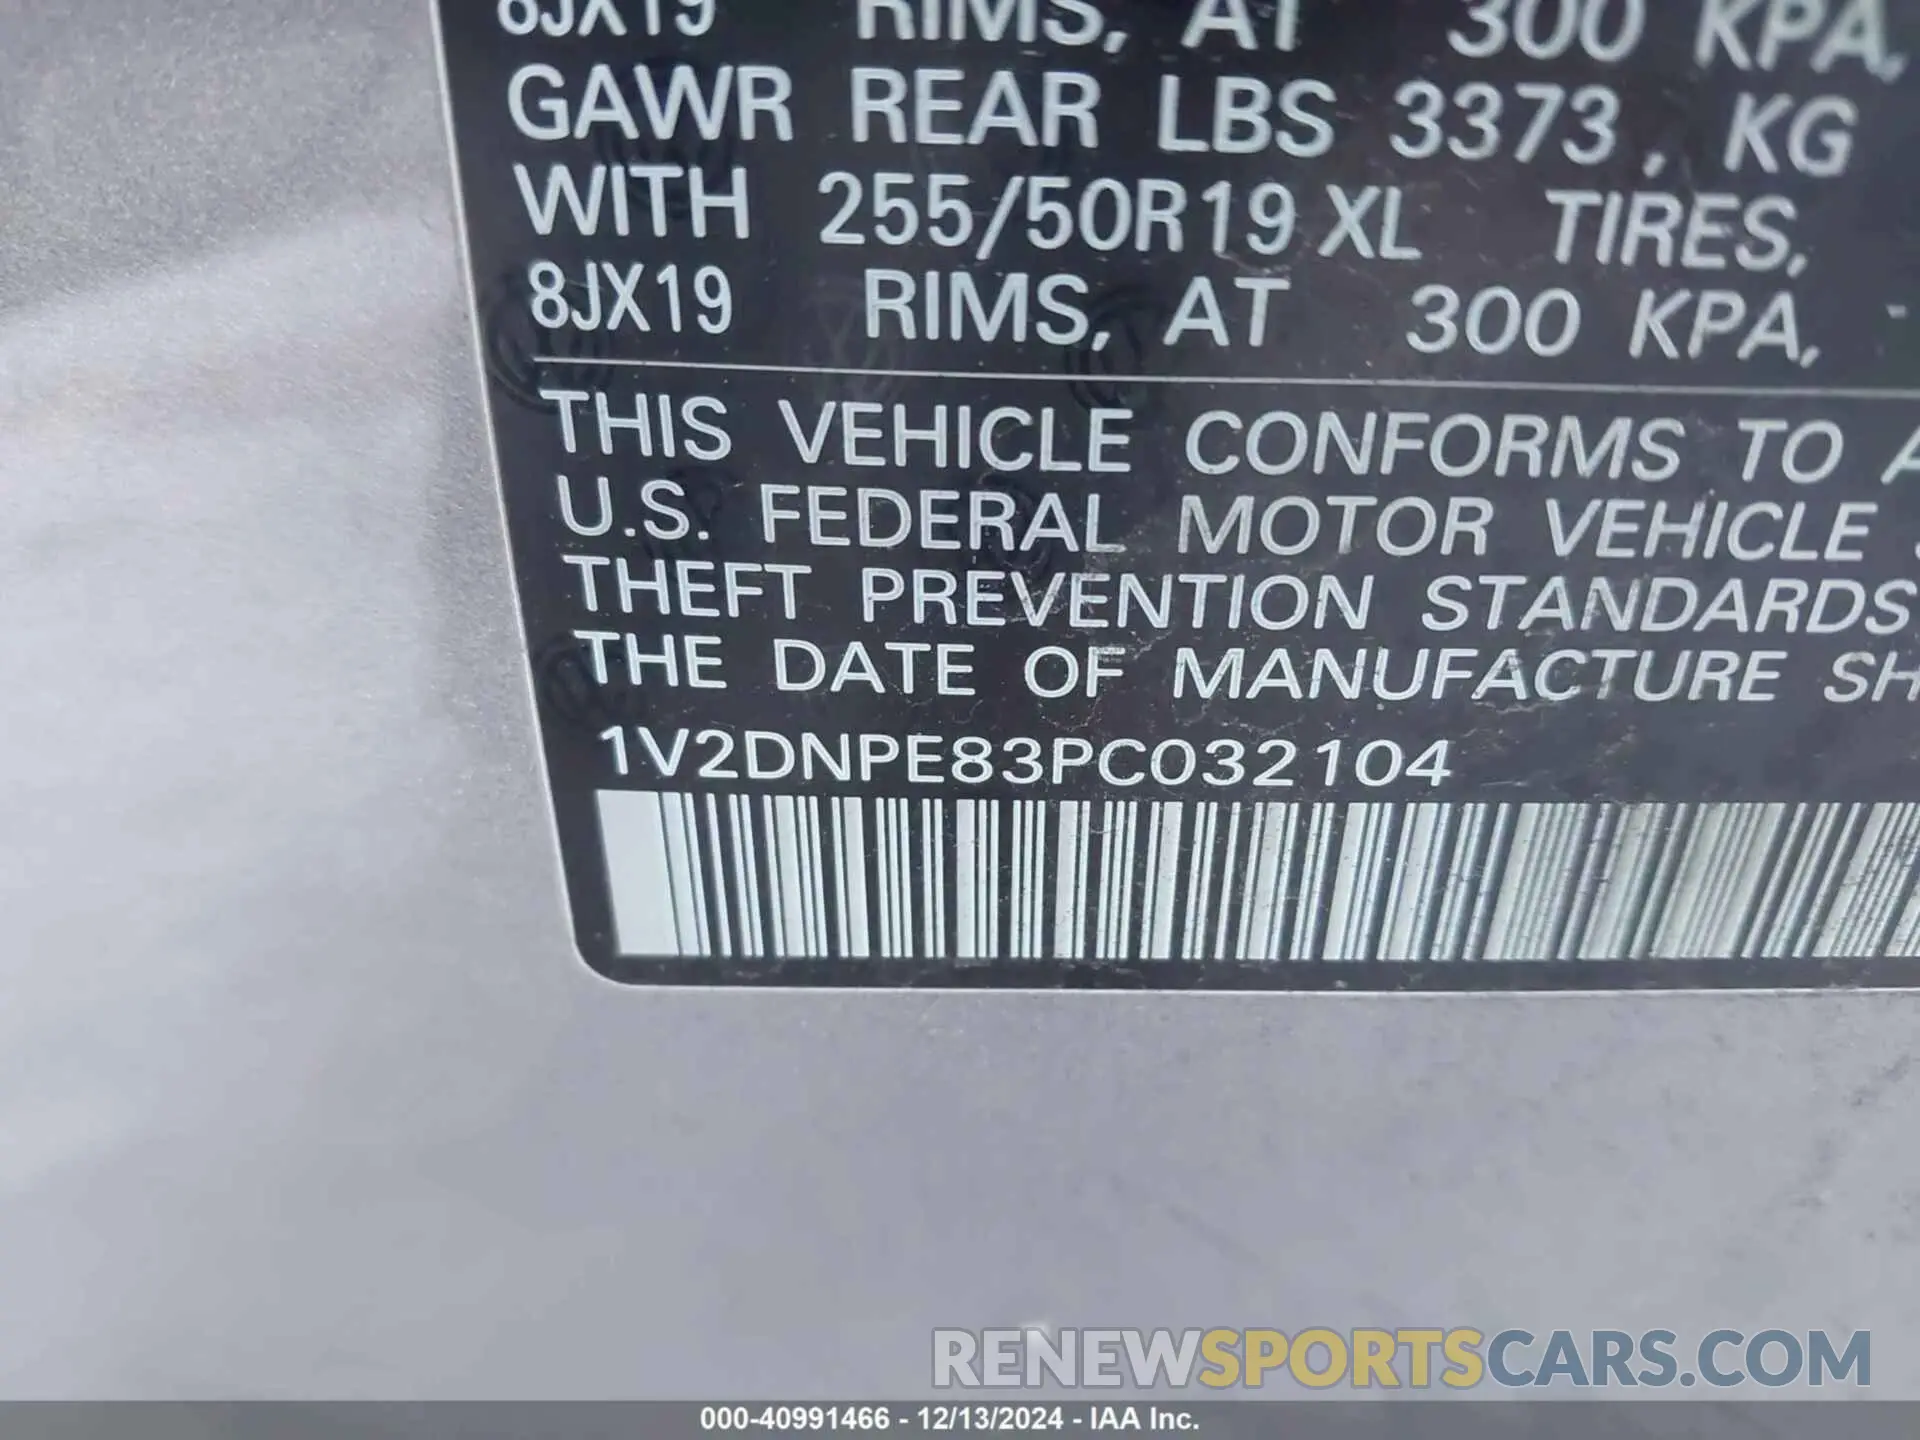 8JX19 RIMS, AT 300 KPA,
GAWR REAR LBS 3373, KG
WITH 255/50R19 XL TIRES,
8JX19 RIMS, AT 300 KPA,
THIS VEHICLE CONFORMS TO A
U.S. FEDERAL MOTOR VEHICLE
THEFT PREVENTION STANDARDS
THE DATE OF MANUFACTURE SH
1V2DNPE83PC032104
RENEWSPORTSCARS.COM
000-40991466 - 12/13/2024 - IAA Inc.